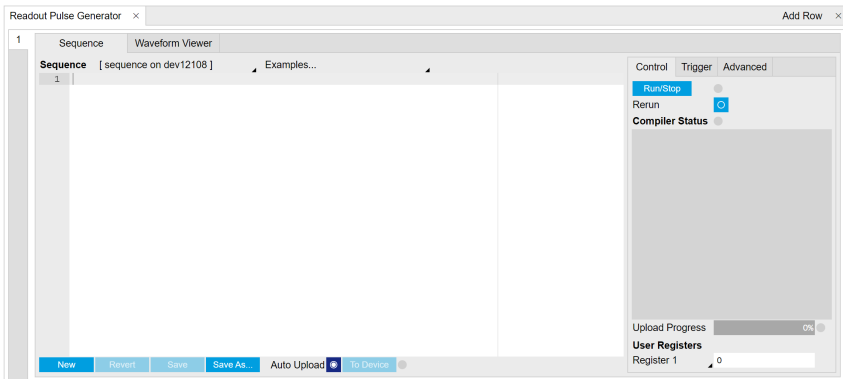 Readout Pulse Generator × Add Row ×
1 Sequence Waveform Viewer
Sequence [ sequence on dev12108 ] Examples...
1
Control Trigger Advanced
Run/Stop
Rerun
Compiler Status
Upload Progress 0%
User Registers
Register 1 0
New Revert Save Save As... Auto Upload To Device